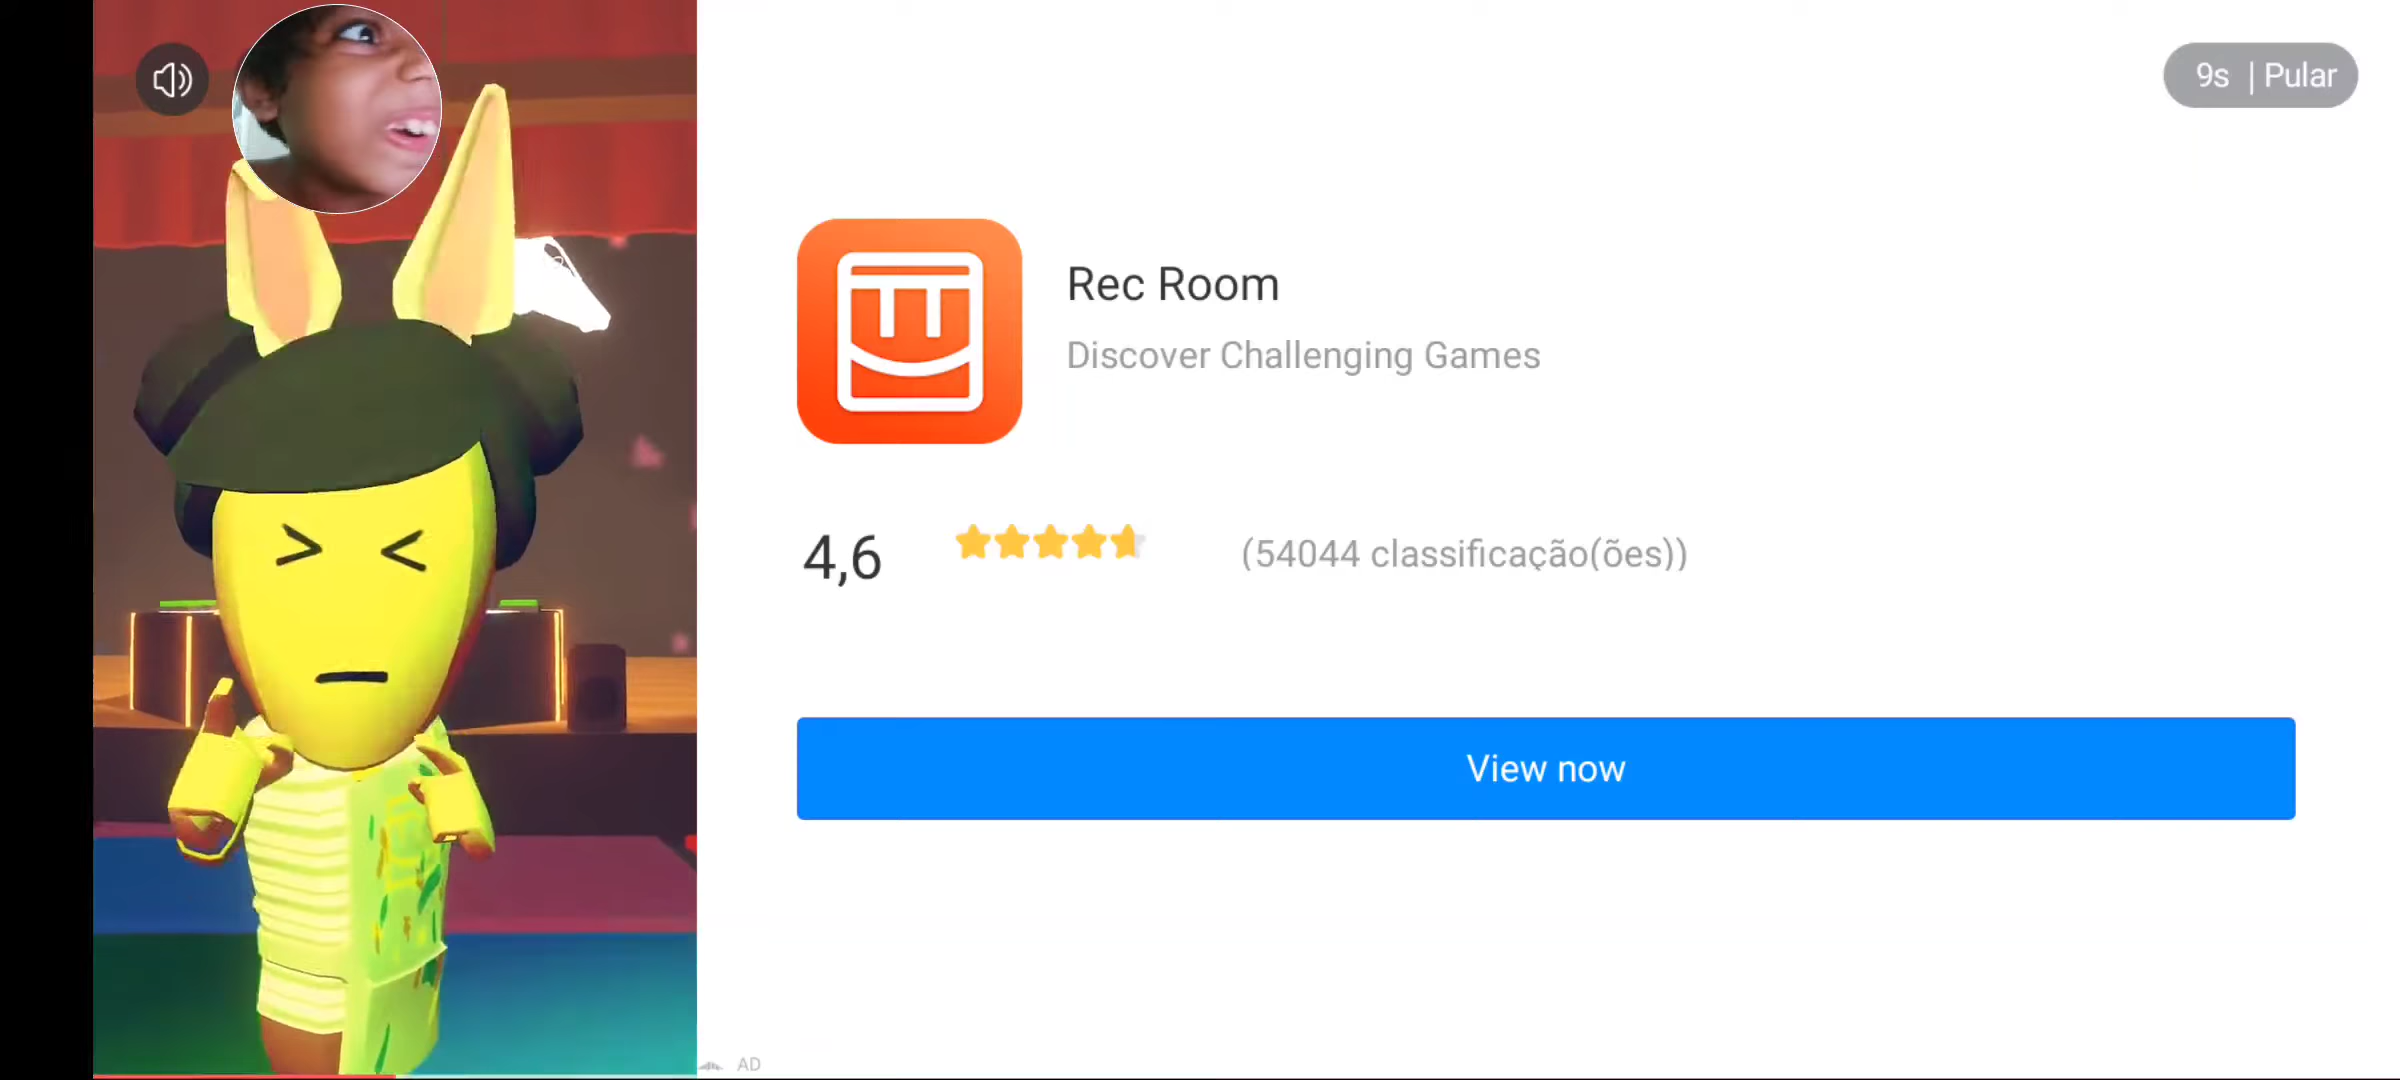 9s | Pular
Rec Room
Discover Challenging Games
4,6
(54044 classificação(ões))
View now
AD